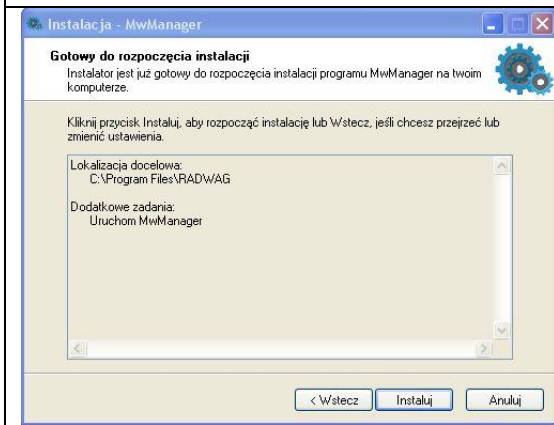 Instalacja - MwManager
Gotowy do rozpoczęcia instalacji
Instalator jest już gotowy do rozpoczęcia instalacji programu MwManager na twoim
komputerze.
Kliknij przycisk Instaluj, aby rozpocząć instalację lub Wstecz, jeśli chcesz przejrzeć lub
zmienić ustawienia.
Lokalizacja docelowa:
C:\Program Files\RADWAG
Dodatkowe zadania:
Uruchom MwManager
< Wstecz
Instaluj
Anuluj